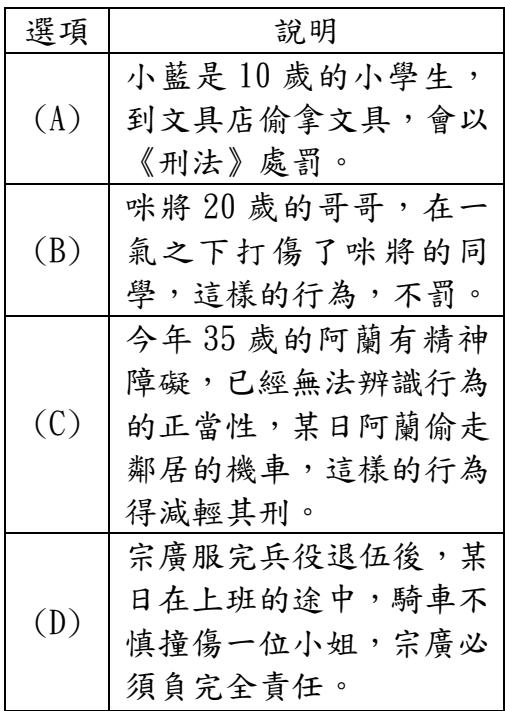 選項 說明
(A) 小藍是 10 歲的小學生，
到文具店偷拿文具，會以
《刑法》處罰。
(B) 咪將 20 歲的哥哥，在一
氣之下打傷了咪將的同
學，這樣的行為，不罰。
(C) 今年 35 歲的阿蘭有精神
障礙，已經無法辨識行為
的正當性，某日阿蘭偷走
鄰居的機車，這樣的行為
得減輕其刑。
(D) 宗廣服完兵役退伍後，某
日在上班的途中，騎車不
慎撞傷一位小姐，宗廣必
須負完全責任。